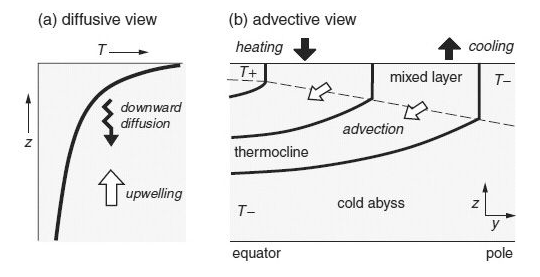 (a) diffusive view
T
z
downward
diffusion
upwelling
(b) advective view
heating
cooling
T+
mixed layer
T–
advection
thermocline
T–
cold abyss
z
y
equator
pole